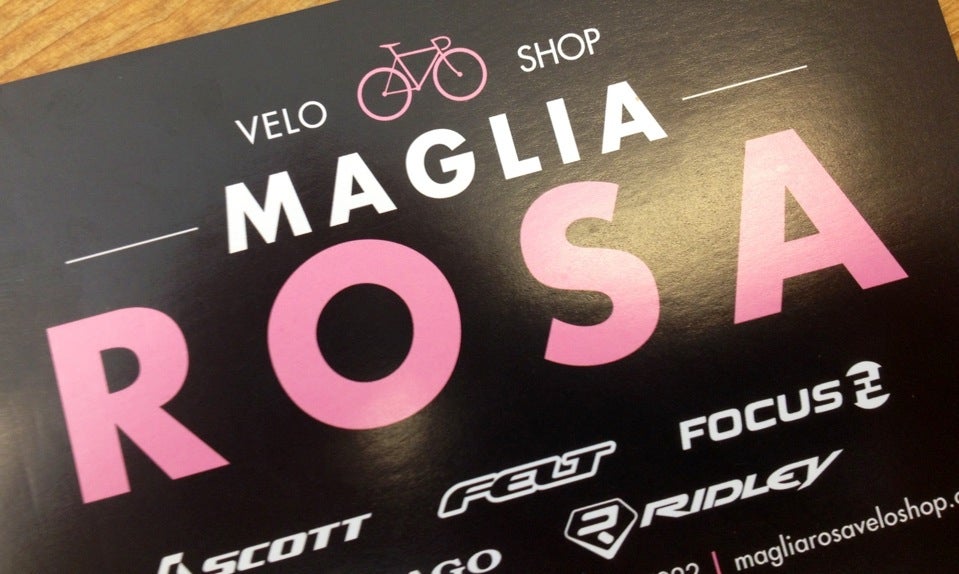 VELO SHOP
MAGLIA
ROSA
FOCUS
FELT
RIDLEY
SCOTT
magliarosaveloshop.